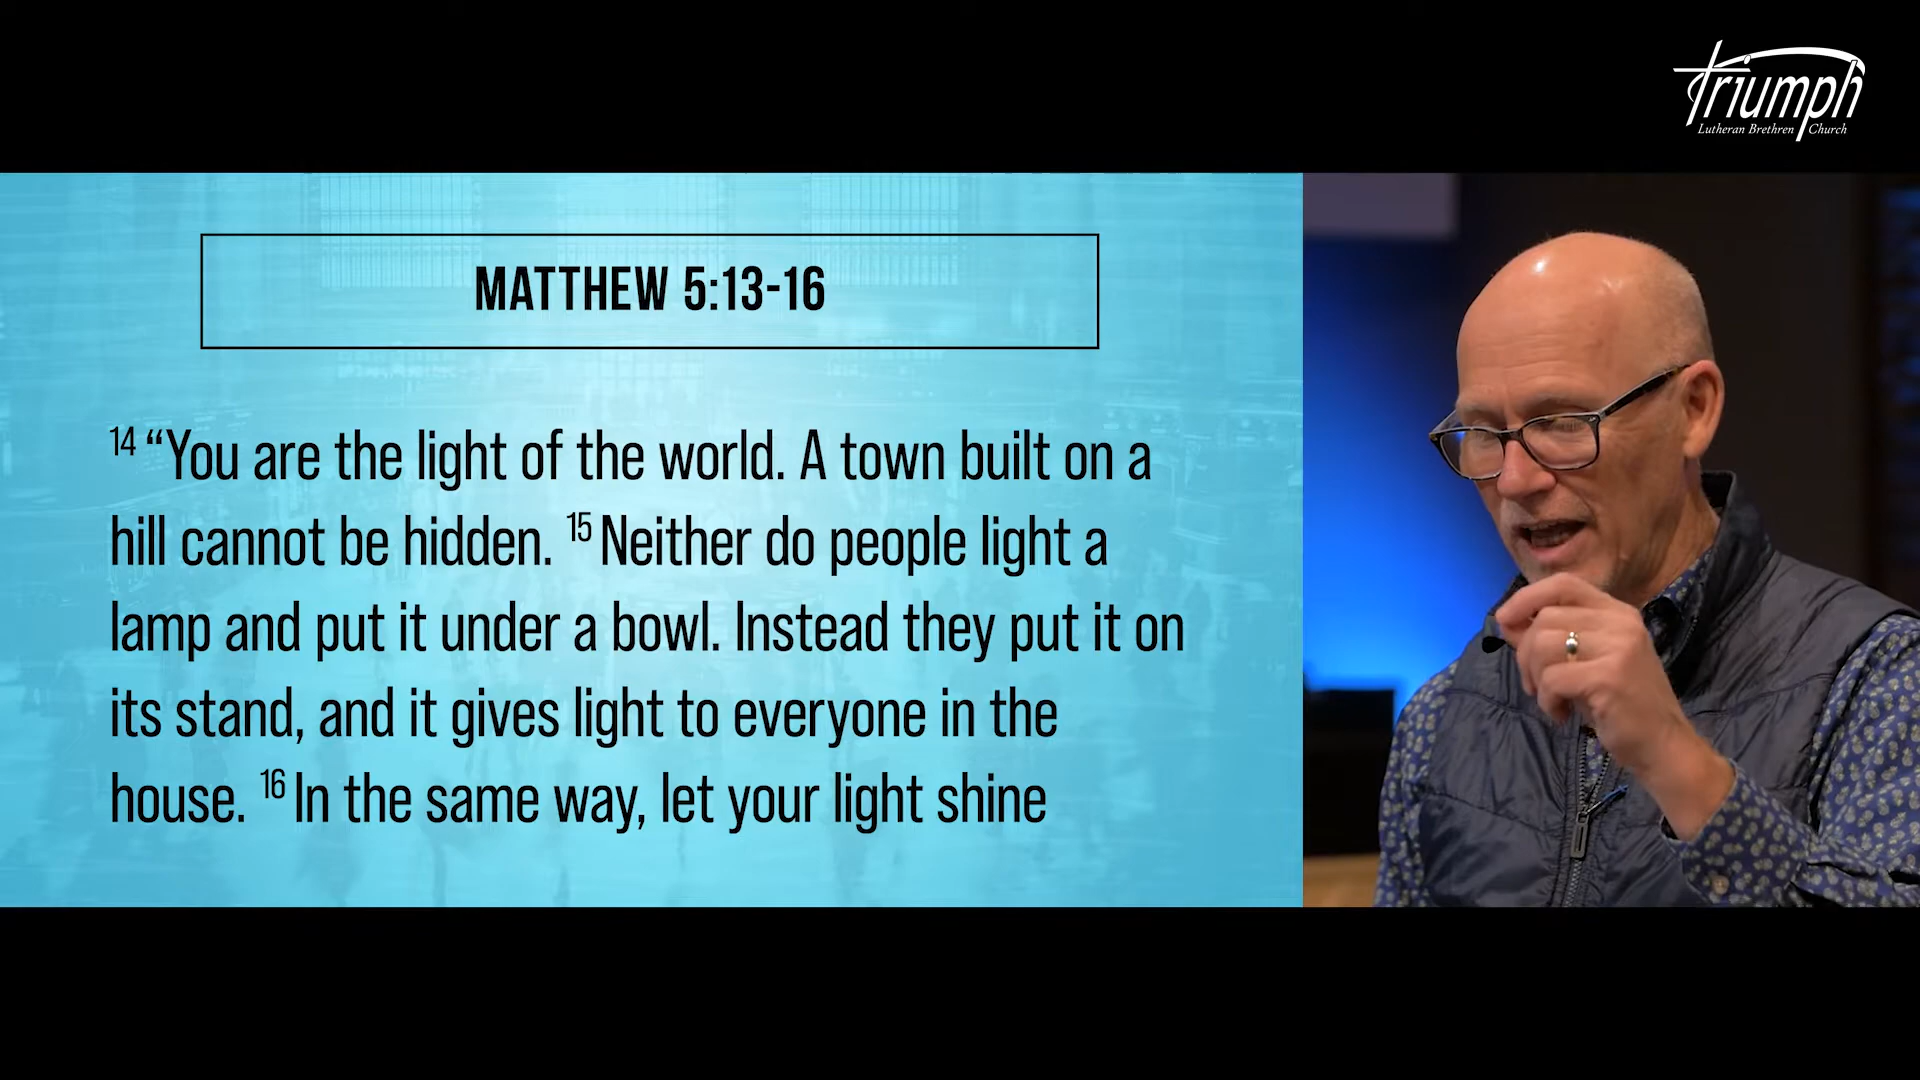 Triumph
Lutheran Brethren Church
MATTHEW 5:13-16
14 “You are the light of the world. A town built on a
hill cannot be hidden. 15 Neither do people light a
lamp and put it under a bowl. Instead they put it on
its stand, and it gives light to everyone in the
house. 16 In the same way, let your light shine